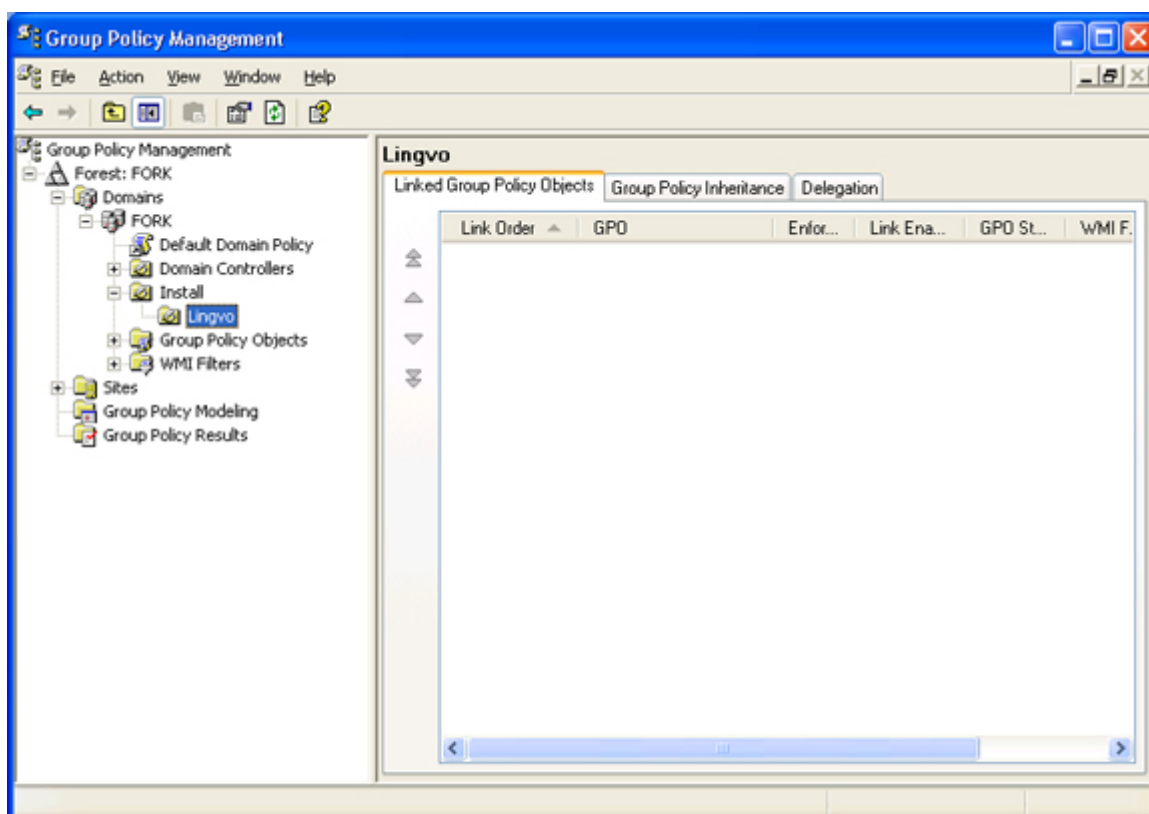 Group Policy Management
File Action View Window Help
Group Policy Management
Forest: FORK
Domains
FORK
Default Domain Policy
Domain Controllers
Install
Lingvo
Group Policy Objects
WMI Filters
Sites
Group Policy Modeling
Group Policy Results
Lingvo
Linked Group Policy Objects Group Policy Inheritance Delegation
Link Order GPO Enfor... Link Ena... GPO St... WMI F.